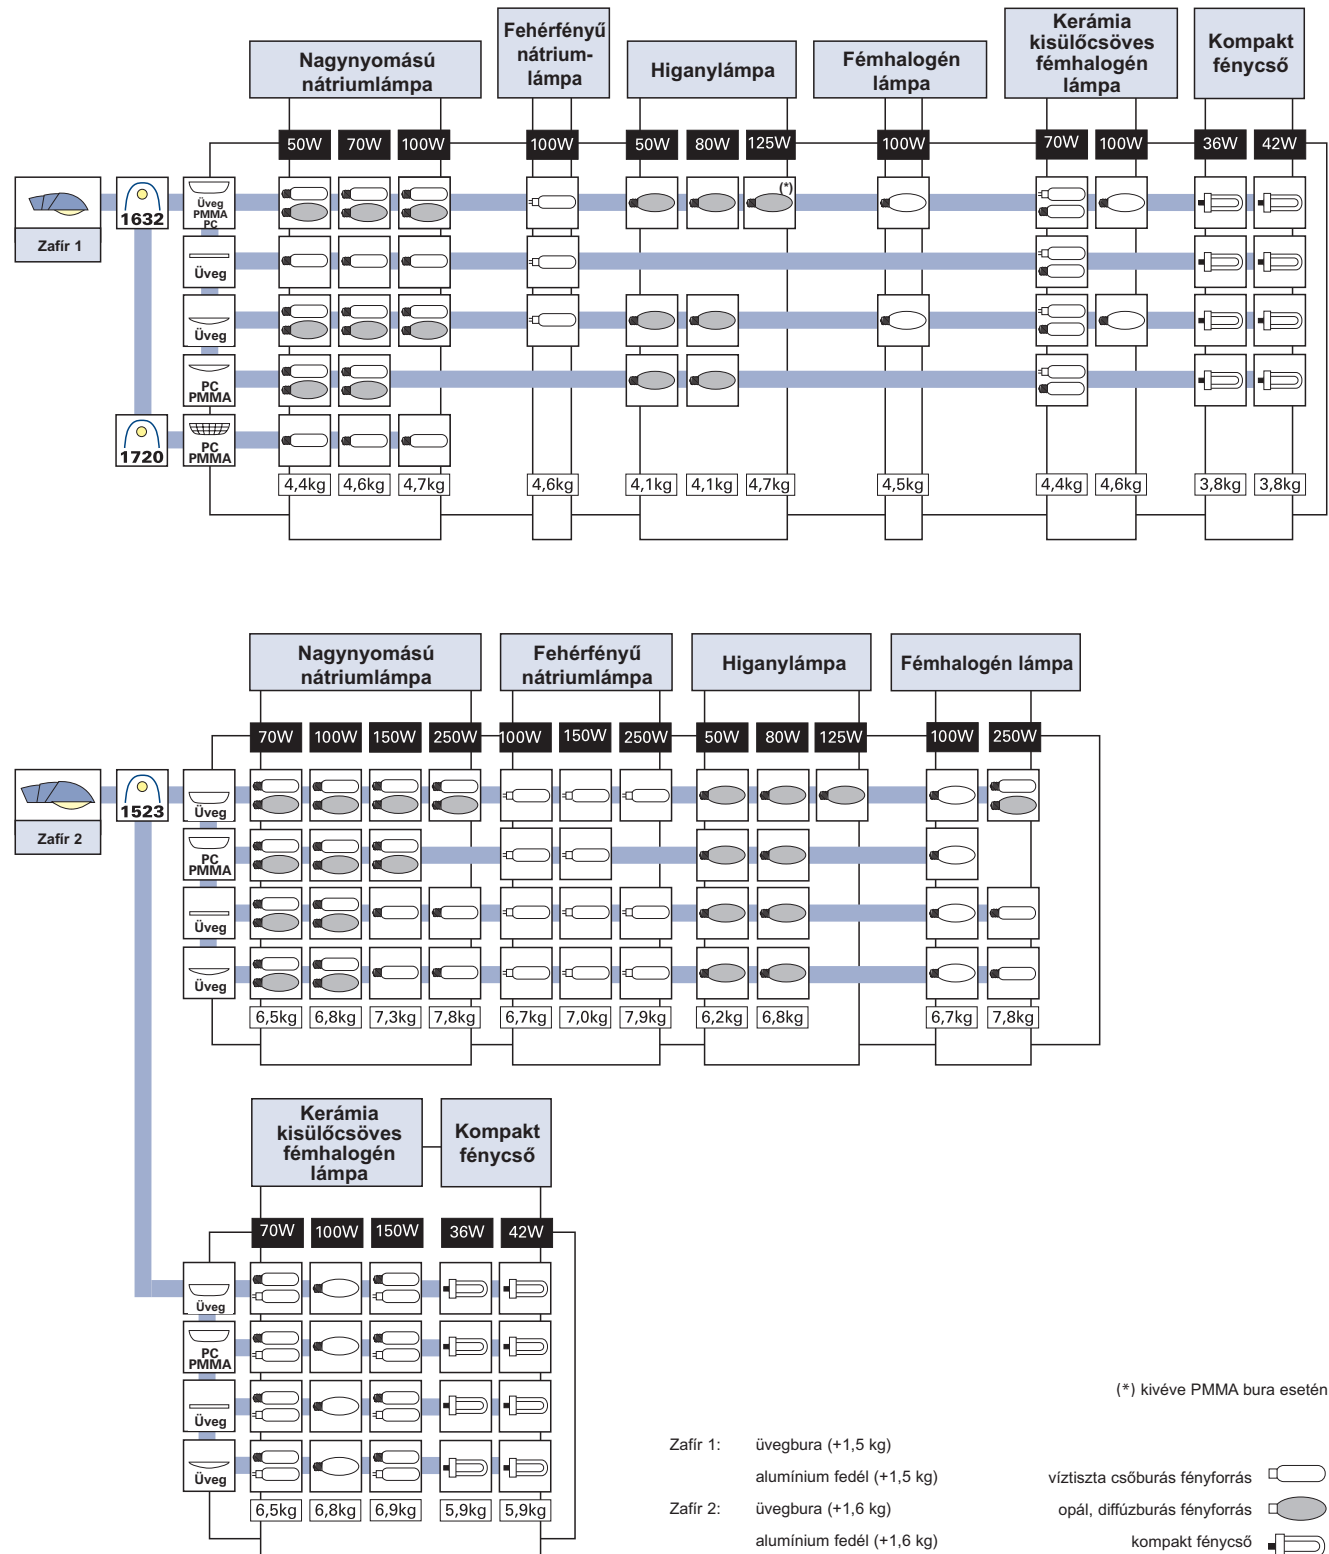 Nagynyomású
nátriumlámpa
Fehérfényű
nátrium-
lámpa
Higanylámpa
Fémhalogén
lámpa
Kerámia
kisülőcsöves
fémhalogén
lámpa
Kompakt
fénycső
50W 70W 100W 100W 50W 80W 125W 100W 70W 100W 36W 42W
Zafír 1
1632
Üveg
PMMA
PC
(*)
Üveg
Üveg
PC
PMMA
1720
PC
PMMA
4,4kg 4,6kg 4,7kg 4,6kg 4,1kg 4,1kg 4,7kg 4,5kg 4,4kg 4,6kg 3,8kg 3,8kg
Nagynyomású
nátriumlámpa
Fehérfényű
nátriumlámpa
Higanylámpa
Fémhalogén lámpa
70W 100W 150W 250W 100W 150W 250W 50W 80W 125W 100W 250W
Zafír 2
1523
Üveg
PC
PMMA
Üveg
Üveg
6,5kg 6,8kg 7,3kg 7,8kg 6,7kg 7,0kg 7,9kg 6,2kg 6,8kg 6,7kg 7,8kg
Kerámia
kisülőcsöves
fémhalogén
lámpa
Kompakt
fénycső
70W 100W 150W 36W 42W
Üveg
PC
PMMA
Üveg
Üveg
6,5kg 6,8kg 6,9kg 5,9kg 5,9kg
(*) kivéve PMMA bura esetén
Zafír 1: üvegbura (+1,5 kg)
alumínium fedél (+1,5 kg)
Zafír 2: üvegbura (+1,6 kg)
alumínium fedél (+1,6 kg)
víztiszta csőburás fényforrás
opál, diffúzburás fényforrás
kompakt fénycső